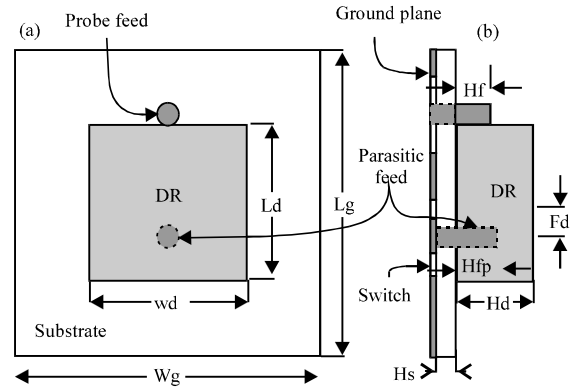 Probe feed
(a)
DR
Ld
Lg
wd
Substrate
Wg
Ground plane
(b)
Hf
Parasitic
feed
DR
Fd
Hfp
Switch
Hd
Hs